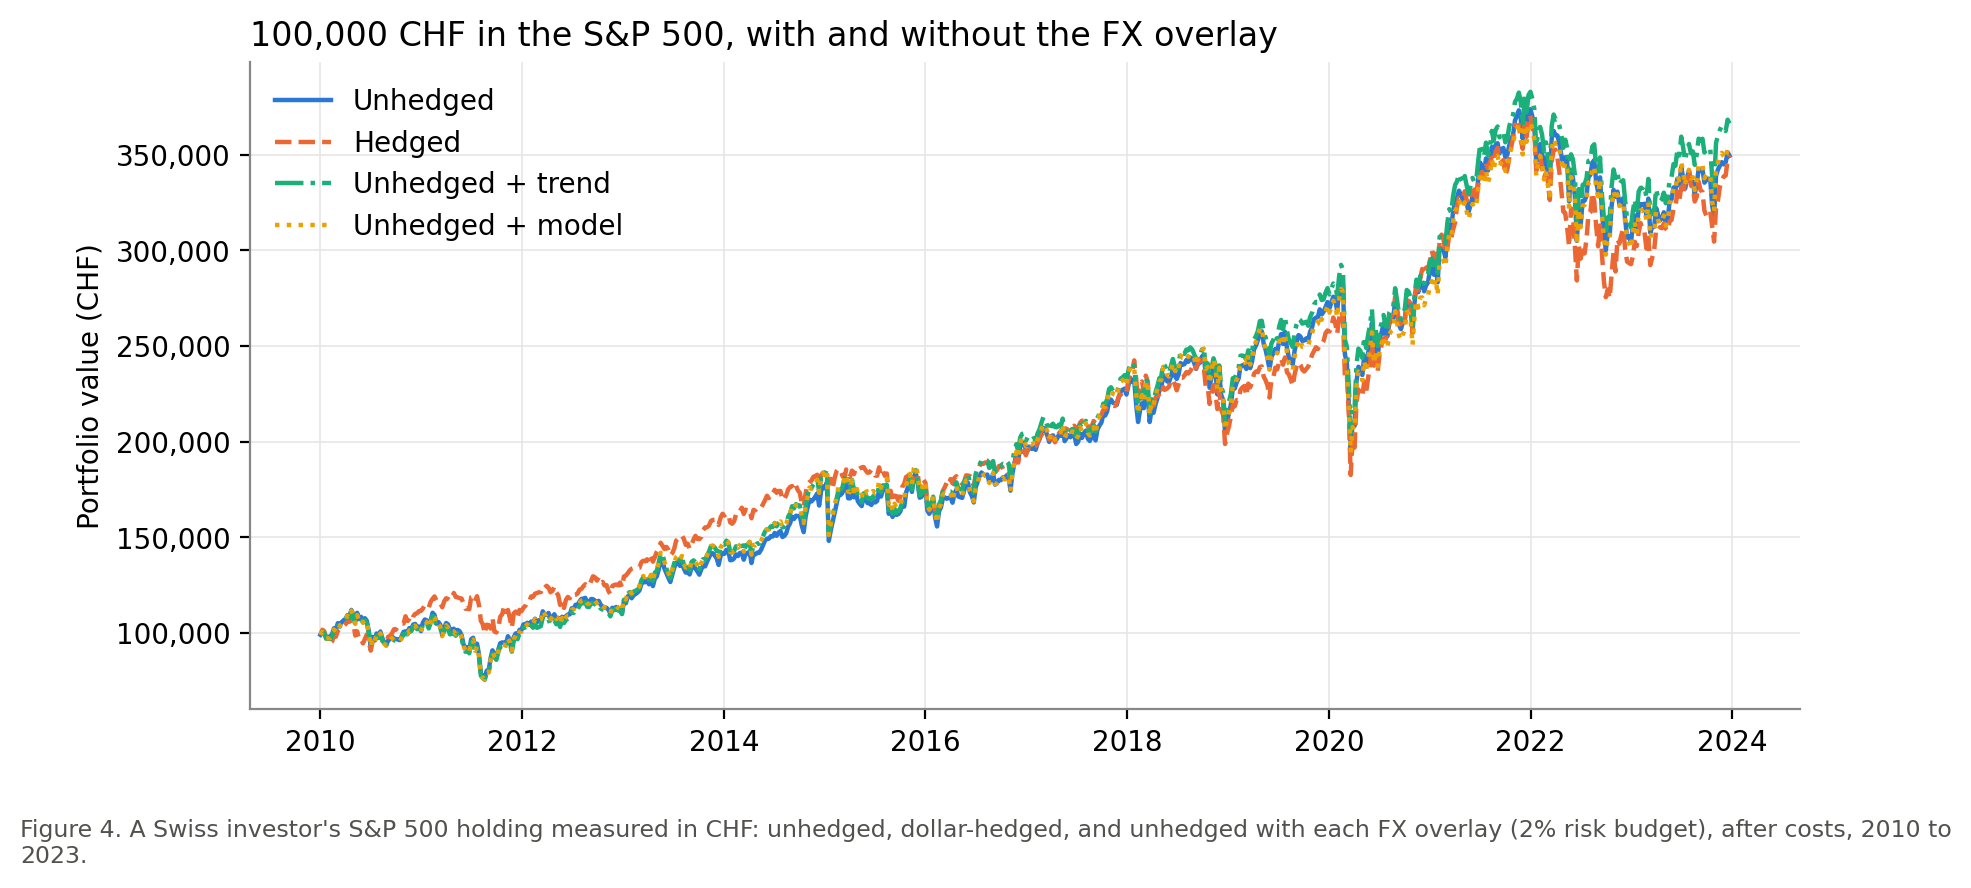 100,000 CHF in the S&P 500, with and without the FX overlay
Unhedged
Hedged
Unhedged + trend
Unhedged + model
Portfolio value (CHF)
350,000
300,000
250,000
200,000
150,000
100,000
2010 2012 2014 2016 2018 2020 2022 2024
Figure 4. A Swiss investor's S&P 500 holding measured in CHF: unhedged, dollar-hedged, and unhedged with each FX overlay (2% risk budget), after costs, 2010 to
2023.